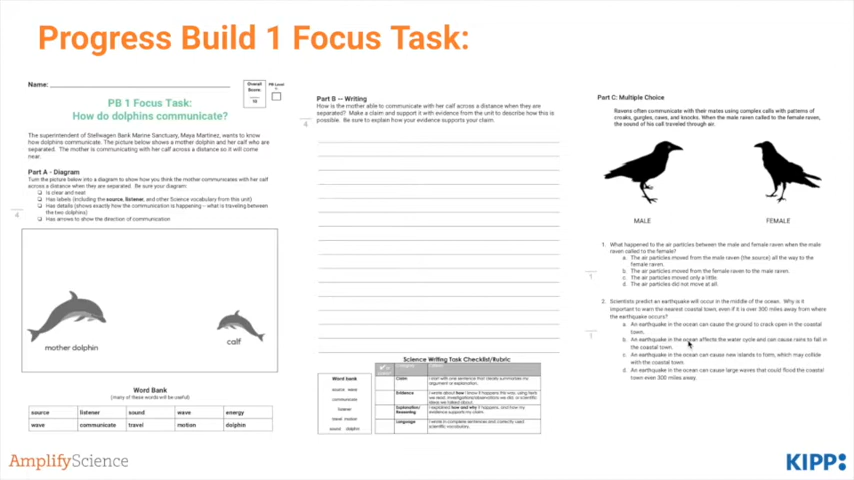 Progress Build 1 Focus Task:
Name:
Overall
Score:
10
PB Level
PB 1 Focus Task:
How do dolphins communicate?
The superintendent of Stellwagen Bank Marine Sanctuary, Maya Martinez, wants to know
how dolphins communicate. The picture below shows a mother dolphin and her calf who are
separated. The mother is communicating with her calf across a distance so it will come
near.
Part A - Diagram
Turn the picture below into a diagram to show how you think the mother communicates with her calf
across a distance when they are separated. Be sure your diagram:
Is clear and neat
Has labels (including the source, listener, and other Science vocabulary from this unit)
Has details (shows exactly how the communication is happening -- what is traveling between
the two dolphins)
Has arrows to show the direction of communication
4
mother dolphin
calf
Word Bank
(many of these words will be useful)
source listener sound wave energy
wave communicate travel motion dolphin
Part B -- Writing
How is the mother able to communicate with her calf across a distance when they are
separated? Make a claim and support it with evidence from the unit to describe how this is
possible. Be sure to explain how your evidence supports your claim.
4
Science Writing Task Checklist/Rubric
Word bank
source wave
communicate
listener
travel motion
sound dolphin
Claim
Evidence
Explanation/
Reasoning
Language
Part C: Multiple Choice
Ravens often communicate with their mates using complex calls with patterns of
croaks, gurgles, caws, and knocks. When the male raven called to the female raven,
the sound of his call traveled through air.
MALE
FEMALE
1. What happened to the air particles between the male and female raven when the male
raven called to the female?
a. The air particles moved from the male raven (the source) all the way to the
female raven.
b. The air particles moved from the female raven to the male raven.
c. The air particles moved only a little.
d. The air particles did not move at all.
1
2. Scientists predict an earthquake will occur in the middle of the ocean. Why is it
important to warn the nearest coastal town, even if it is over 300 miles away from where
the earthquake occurs?
a. An earthquake in the ocean can cause the ground to crack open in the coastal
town.
b. An earthquake in the ocean affects the water cycle and can cause rains to fall in
the coastal town.
c. An earthquake in the ocean can cause new islands to form, which may collide
with the coastal town.
d. An earthquake in the ocean can cause large waves that could flood the coastal
town even 300 miles away.
1
AmplifyScience
KIPP: